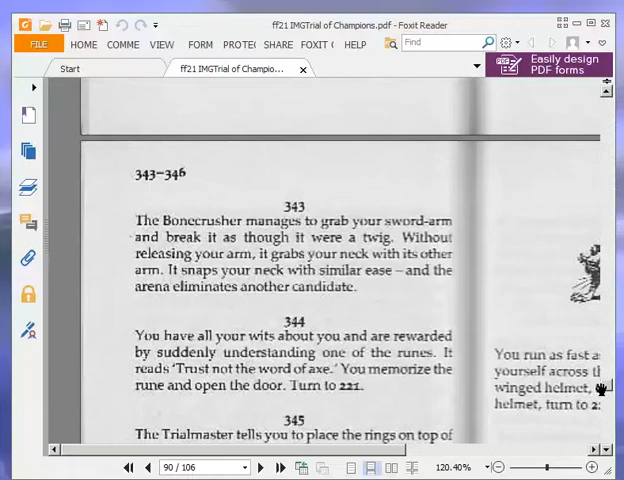 ff21 IMGTrial of Champions.pdf - Foxit Reader
FILE HOME COMME VIEW FORM PROTEI SHARE FOXIT C HELP Find
Start ff21 IMGTrial of Champio... Easily design
PDF forms
343–346
343
The Bonecrusher manages to grab your sword-arm
and break it as though it were a twig. Without
releasing your arm, it grabs your neck with its other
arm. It snaps your neck with similar ease – and the
arena eliminates another candidate.
344
You have all your wits about you and are rewarded
by suddenly understanding one of the runes. It
reads 'Trust not the word of axe.' You memorize the
rune and open the door. Turn to 221.
345
The Trialmaster tells you to place the rings on top of
You run as fast a
yourself across th
winged helmet,
helmet, turn to 2
90 / 106 120.40%